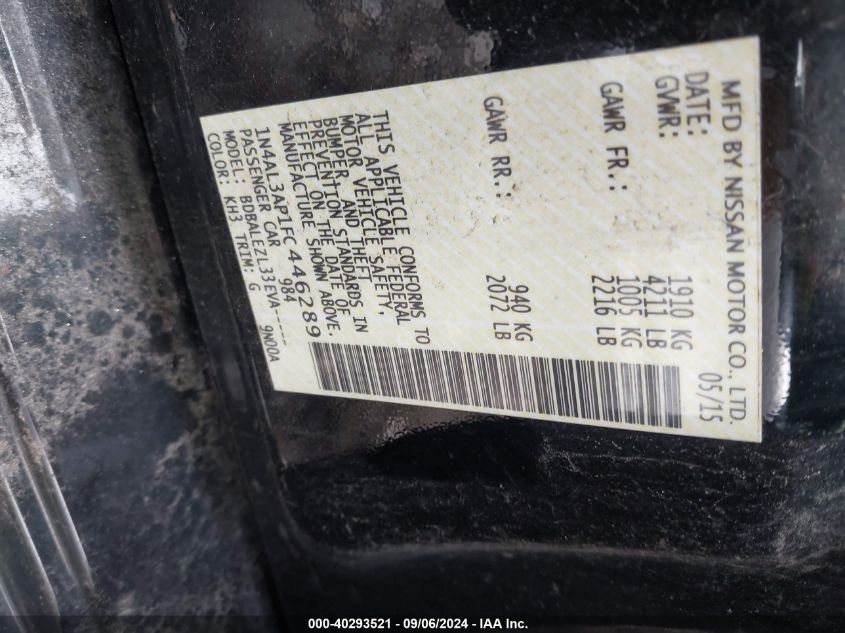 MFD BY NISSAN MOTOR CO., LTD.
DATE: 05/15
GVWR: 1910 KG
4211 LB
GAWR FR.: 1005 KG
2216 LB
GAWR RR.: 940 KG
2072 LB
THIS VEHICLE CONFORMS TO
ALL APPLICABLE FEDERAL
MOTOR VEHICLE SAFETY,
BUMPER, AND THEFT
PREVENTION STANDARDS IN
EFFECT ON THE DATE OF
MANUFACTURE SHOWN ABOVE.
1N4AL3AP1FC446289
PASSENGER CAR 984
MODEL: BDBALEZL33EVA-----
COLOR: KH3 TRIM: G 9N00A
000-40293521 - 09/06/2024 - IAA Inc.